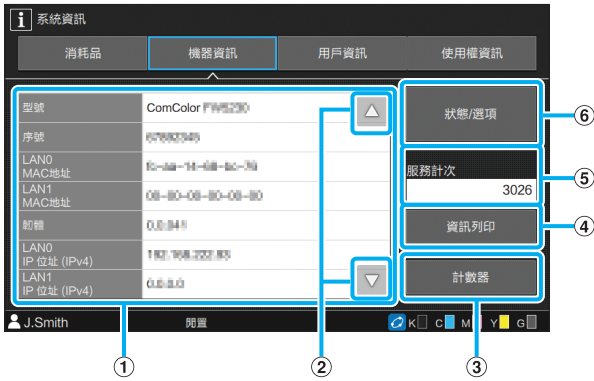 i 系統資訊
消耗品 機器資訊 用戶資訊 使用權資訊
型號 ComColor
序號
LAN0
MAC地址
LAN1
MAC地址
韌體
LAN0
IP 位址 (IPv4)
LAN1
IP 位址 (IPv4)
狀態/選項
服務計次
3026
資訊列印
計數器
J.Smith 閒置 K C M Y G
1 2 3 4 5 6